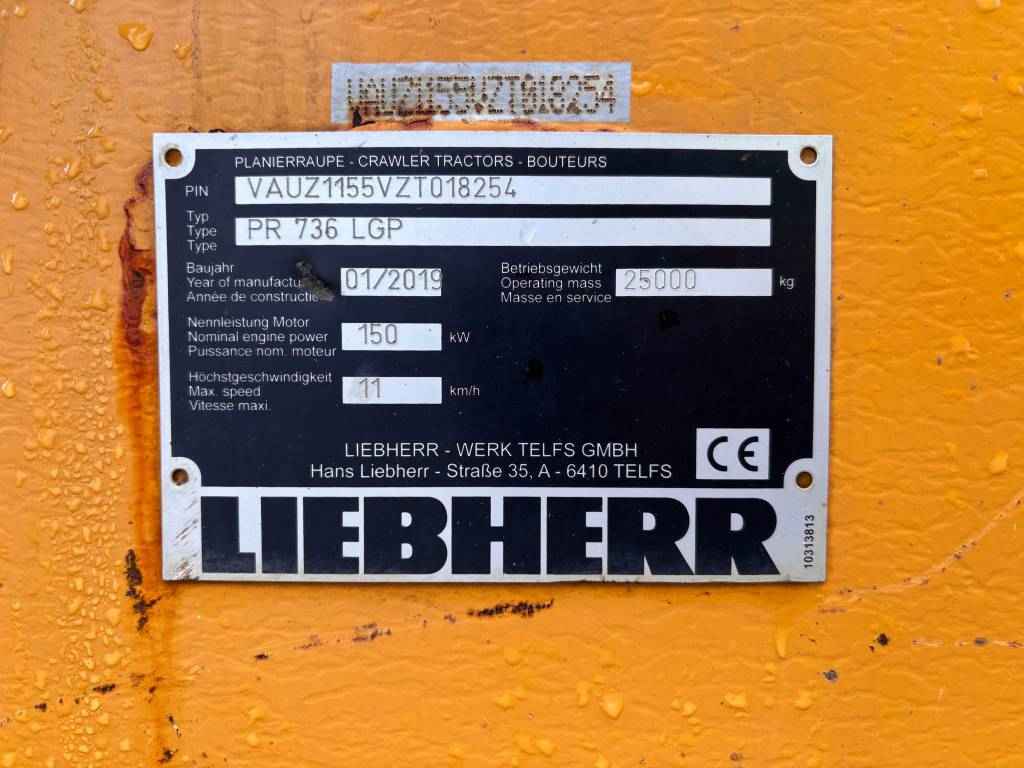 VAUZ1155VZT018254
PLANIERRAUPE - CRAWLER TRACTORS - BOUTEURS
PIN VAUZ1155VZT018254
Typ
Type PR 736 LGP
Type
Baujahr
Year of manufactu 01/2019
Année de constructi
Betriebsgewicht
Operating mass 25000 kg
Masse en service
Nennleistung Motor
Nominal engine power 150 kW
Puissance nom. moteur
Höchstgeschwindigkeit
Max. speed 11 km/h
Vitesse maxi.
LIEBHERR - WERK TELFS GMBH
Hans Liebherr - Straße 35, A - 6410 TELFS
CE
LIEBHERR
10313813